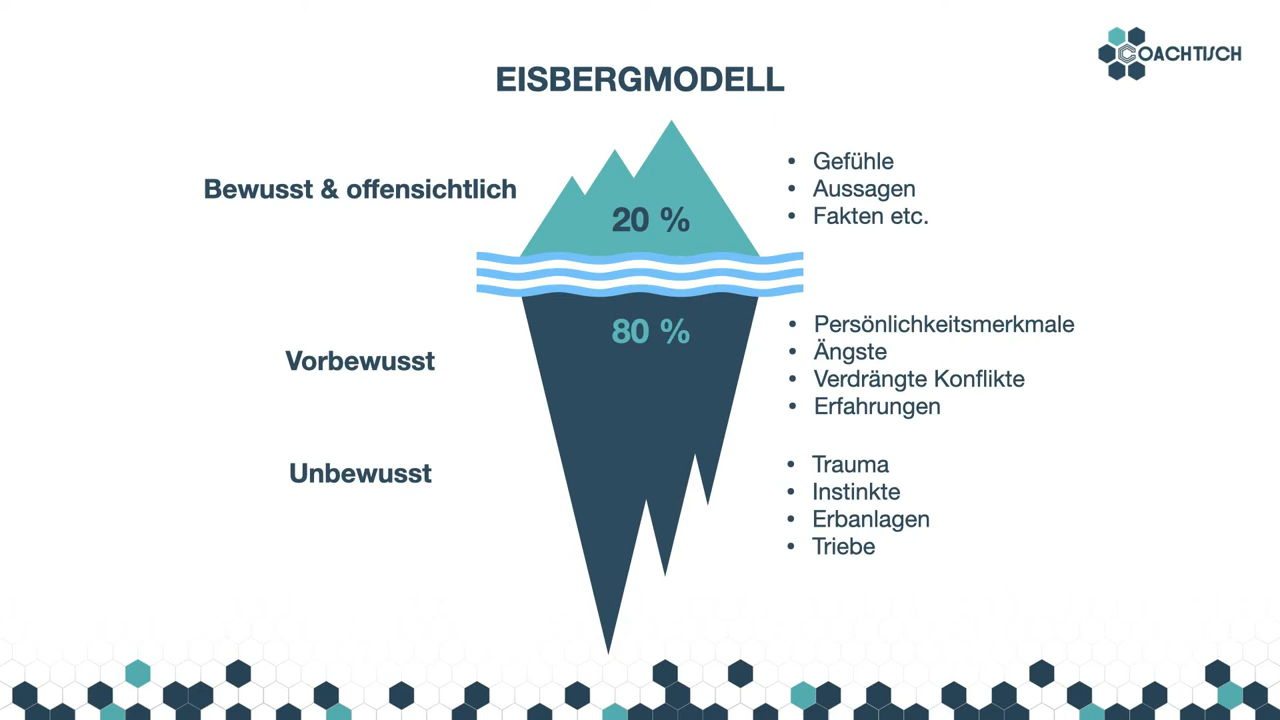 COACHTISCH
EISBERGMODELL
Bewusst & offensichtlich
20 %
• Gefühle
• Aussagen
• Fakten etc.
80 %
Vorbewusst
• Persönlichkeitsmerkmale
• Ängste
• Verdrängte Konflikte
• Erfahrungen
Unbewusst
• Trauma
• Instinkte
• Erbanlagen
• Triebe